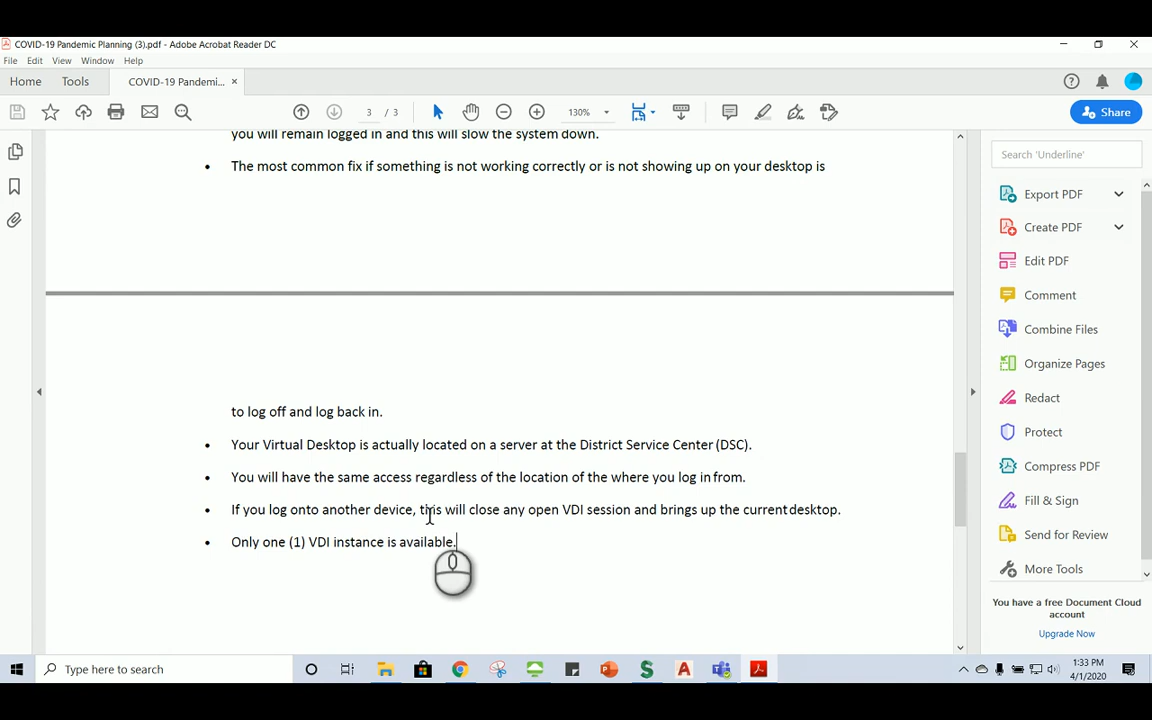 COVID-19 Pandemic Planning (3).pdf - Adobe Acrobat Reader DC
File Edit View Window Help
Home Tools COVID-19 Pandemi... ×
3 / 3 130% Share
you will remain logged in and this will slow the system down.
• The most common fix if something is not working correctly or is not showing up on your desktop is
to log off and log back in.
• Your Virtual Desktop is actually located on a server at the District Service Center (DSC).
• You will have the same access regardless of the location of the where you log in from.
• If you log onto another device, this will close any open VDI session and brings up the current desktop.
• Only one (1) VDI instance is available.
Search 'Underline'
Export PDF
Create PDF
Edit PDF
Comment
Combine Files
Organize Pages
Redact
Protect
Compress PDF
Fill & Sign
Send for Review
More Tools
You have a free Document Cloud
account
Upgrade Now
Type here to search
1:33 PM
4/1/2020